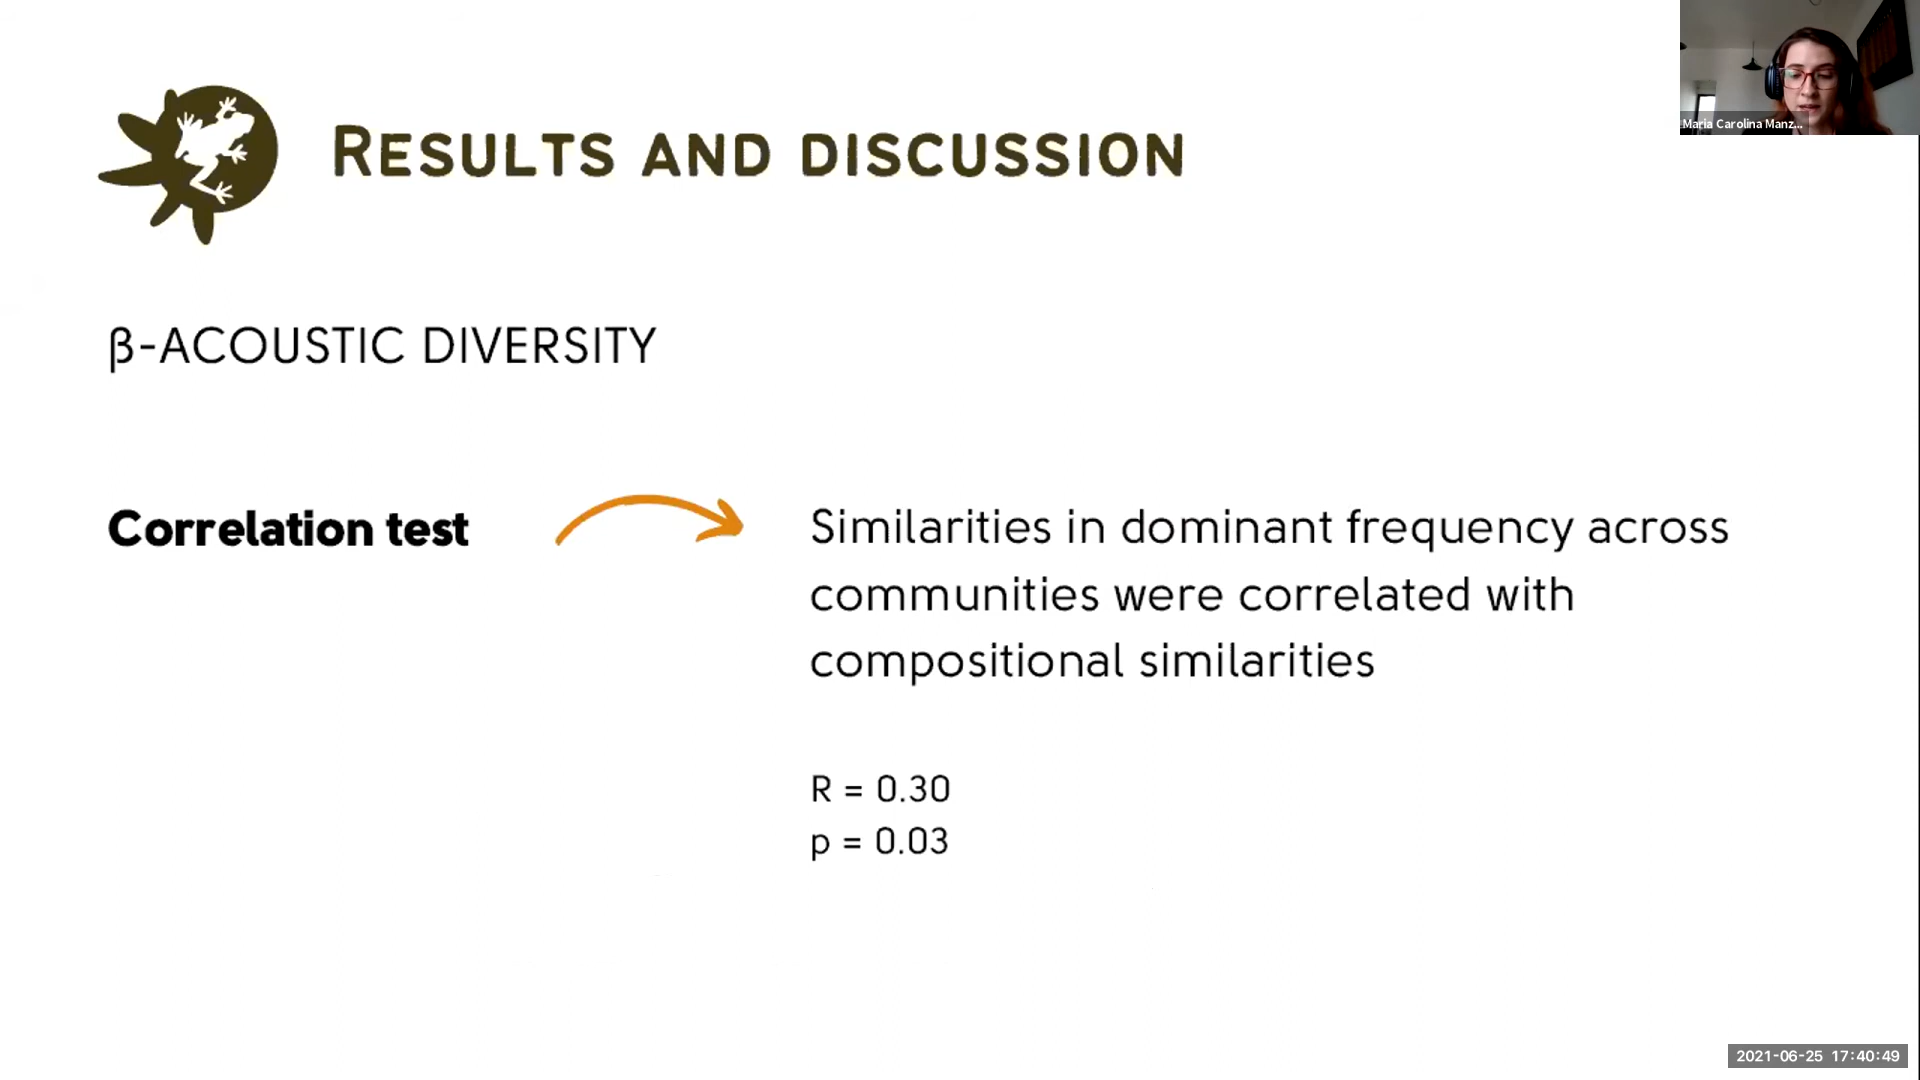 RESULTS AND DISCUSSION
Maria Carolina Manz...
β-ACOUSTIC DIVERSITY
Correlation test
Similarities in dominant frequency across
communities were correlated with
compositional similarities
R = 0.30
p = 0.03
2021-06-25 17:40:49